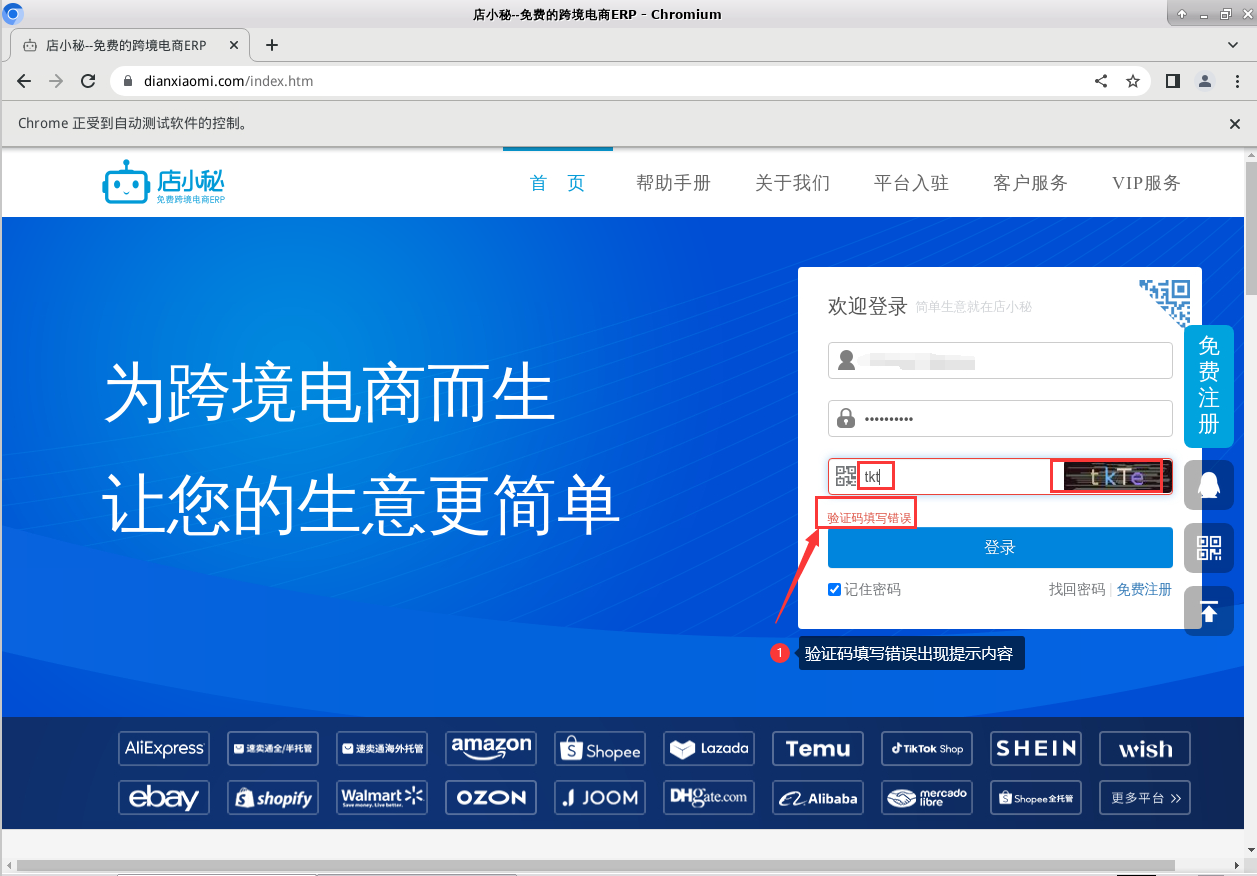 店小秘--免费的跨境电商ERP - Chromium
店小秘--免费的跨境电商ERP
dianxiaomi.com/index.htm
Chrome 正受到自动测试软件的控制。
店小秘
免费跨境电商ERP
首 页 帮助手册 关于我们 平台入驻 客户服务 VIP服务
欢迎登录 简单生意就在店小秘
为跨境电商而生
让您的生意更简单
••••••••••
tkt tkTe
验证码填写错误
登录
记住密码 找回密码 | 免费注册
免费注册
1 验证码填写错误出现提示内容
AliExpress 速卖通全/半托管 速卖通海外托管 amazon Shopee Lazada Temu TikTok Shop SHEIN wish
ebay shopify Walmart Save money. Live better. OZON JOOM DHgate.com Alibaba mercado libre Shopee全托管 更多平台 >>